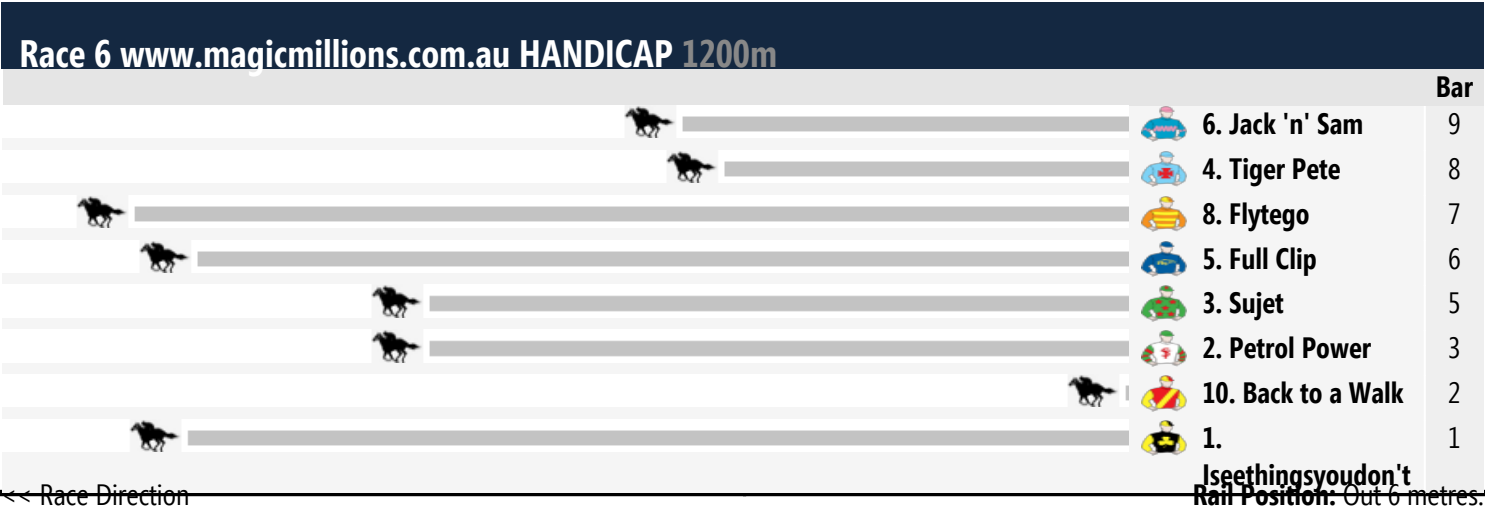 Race 6 www.magicmillions.com.au HANDICAP 1200m
Bar
6. Jack 'n' Sam 9
4. Tiger Pete 8
8. Flytego 7
5. Full Clip 6
3. Sujet 5
2. Petrol Power 3
10. Back to a Walk 2
1. 1
Iseethingsyoudon't
<< Race Direction Rail Position: Out 6 metres.